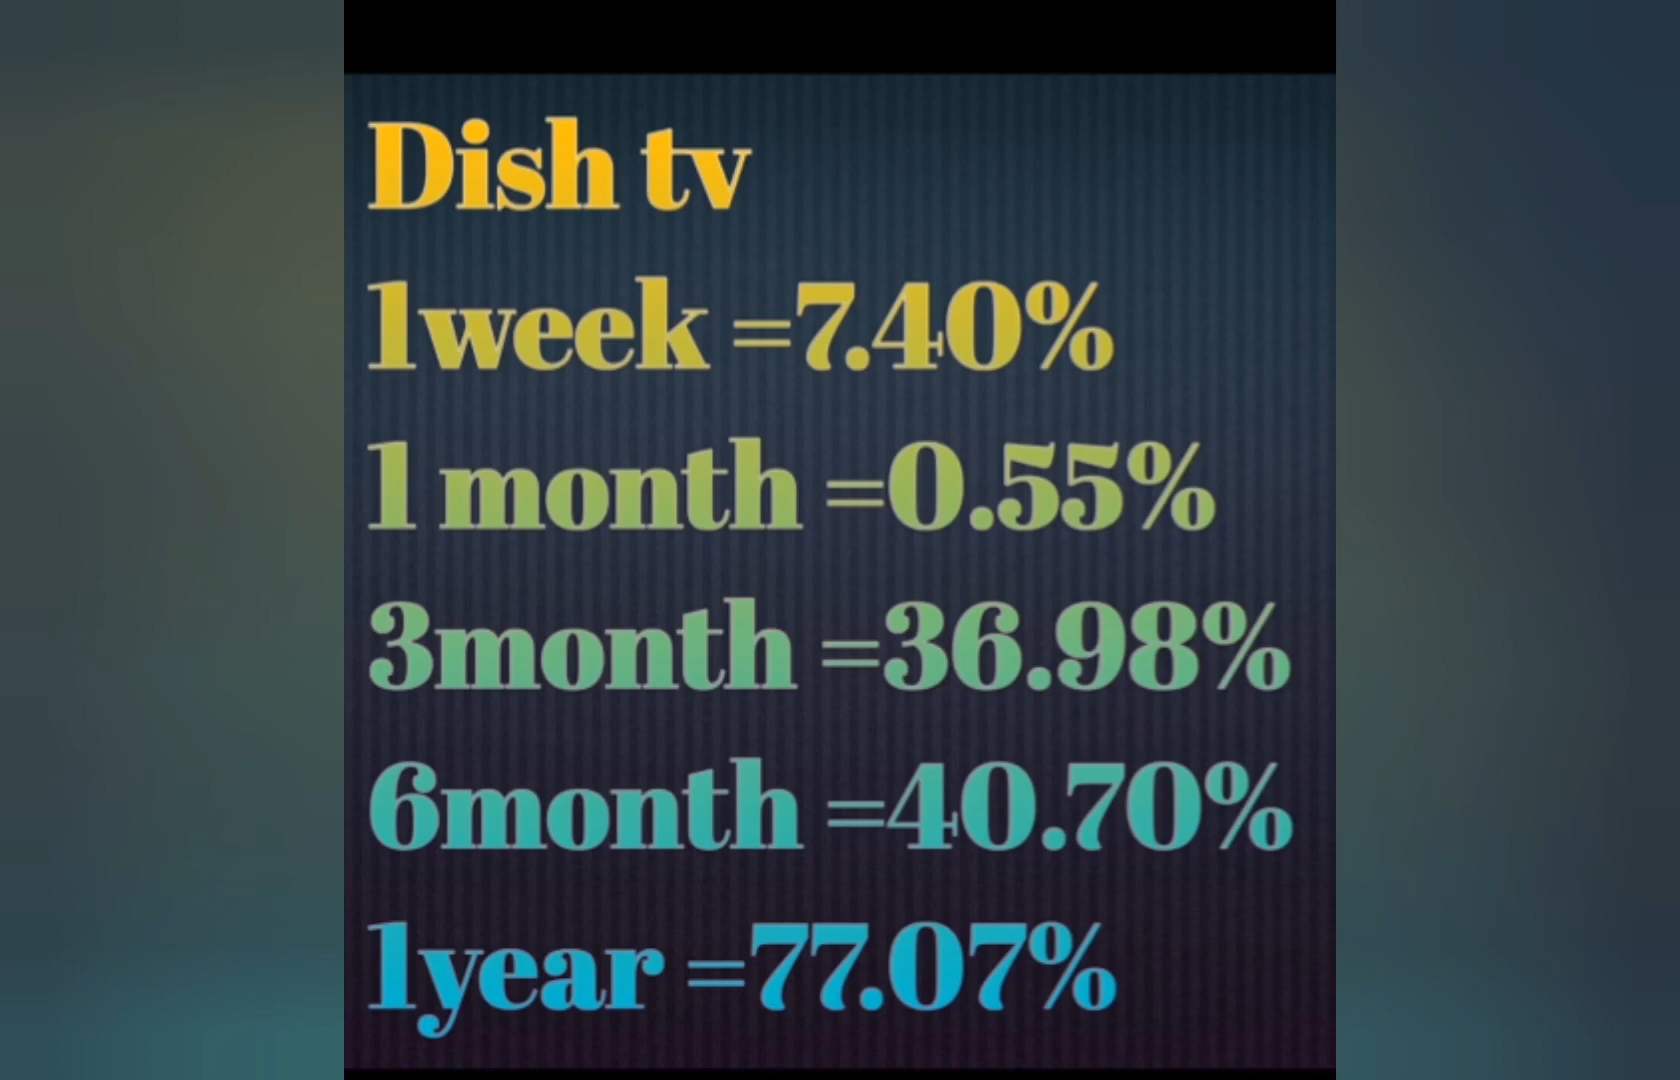 Dish tv
1week =7.40%
1 month =0.55%
3month =36.98%
6month =40.70%
1year =77.07%